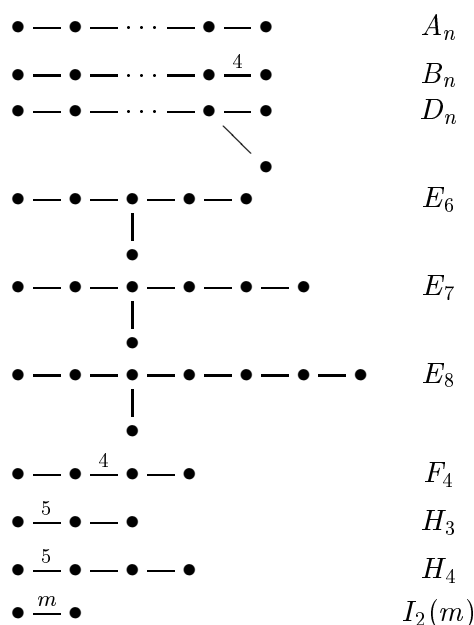 ··· A_n
··· 4 B_n
··· D_n
E_6
E_7
E_8
4 F_4
5 H_3
5 H_4
m I_2(m)